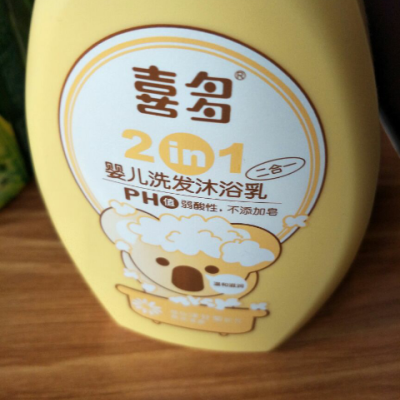 喜多®
2in1
二合一
婴儿洗发沐浴乳
PH值 弱酸性，不添加皂